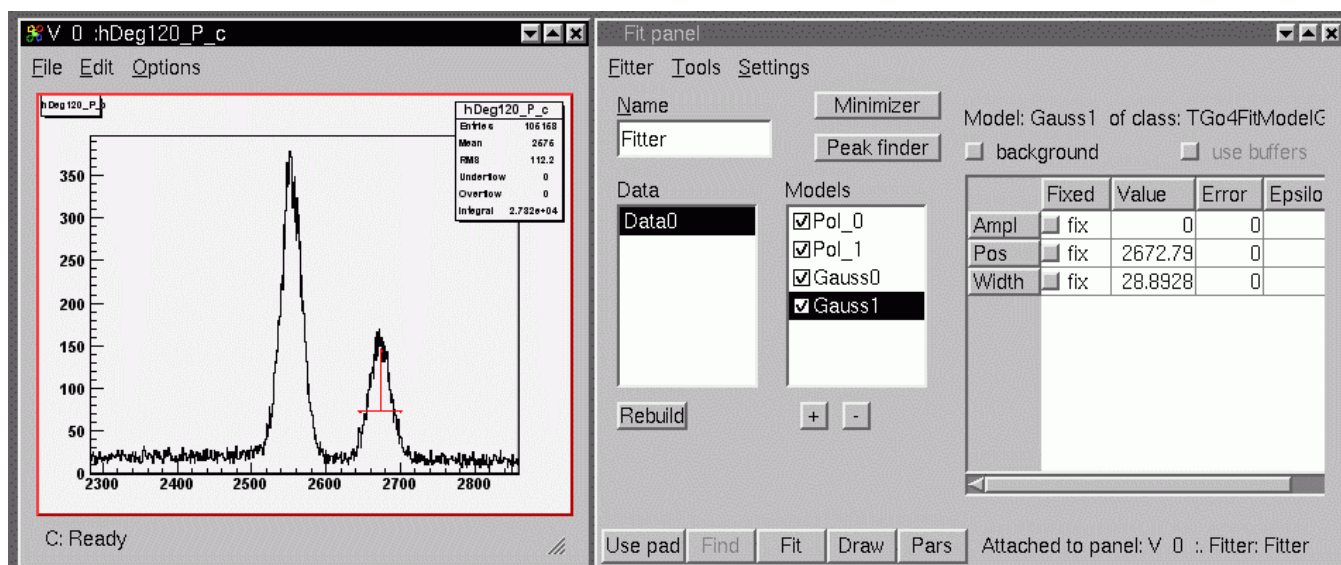 V 0 :hDeg120_P_c
File Edit Options
hDeg120_P_c
hDeg120_P_c
Entries 106168
Mean 2676
RMS 112.2
Underflow 0
Overflow 0
Integral 2.732e+04
350
300
250
200
150
100
50
0
2300 2400 2500 2600 2700 2800
C: Ready
Fit panel
Fitter Tools Settings
Name
Fitter
Minimizer
Peak finder
Data
Data0
Models
Pol_0
Pol_1
Gauss0
Gauss1
Rebuild
+ -
Model: Gauss1 of class: TGo4FitModelG
background use buffers
Fixed Value Error Epsilo
Ampl fix 0 0
Pos fix 2672.79 0
Width fix 28.8928 0
Use pad Find Fit Draw Pars Attached to panel: V 0 :. Fitter: Fitter